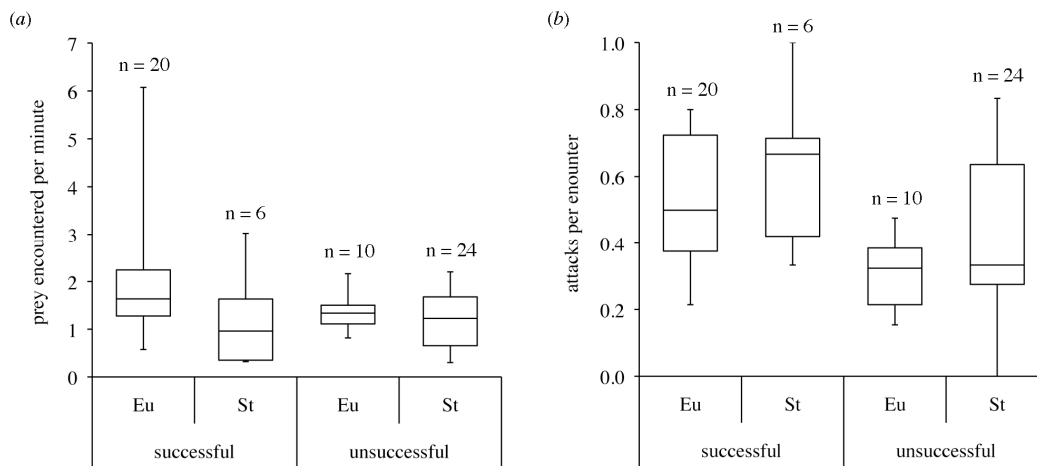 (a)
prey encountered per minute
7
6
5
4
3
2
1
0
n = 20
n = 6
n = 10
n = 24
Eu
St
Eu
St
successful
unsuccessful
(b)
attacks per enounter
1.0
0.8
0.6
0.4
0.2
0.0
n = 20
n = 6
n = 10
n = 24
Eu
St
Eu
St
successful
unsuccessful